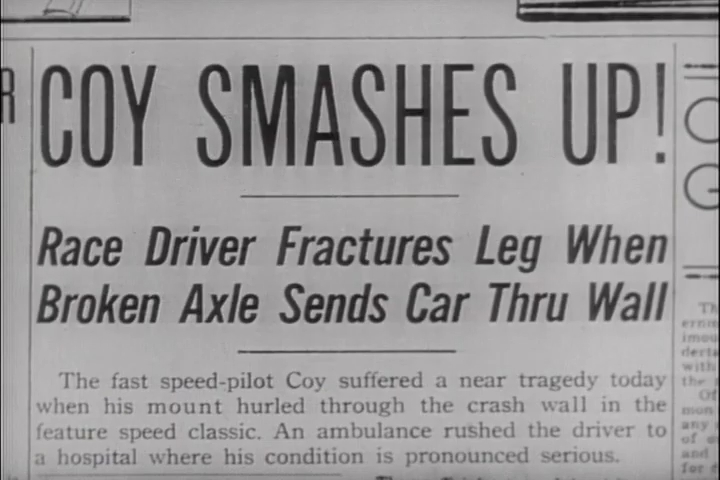 COY SMASHES UP!
Race Driver Fractures Leg When
Broken Axle Sends Car Thru Wall
The fast speed-pilot Coy suffered a near tragedy today
when his mount hurled through the crash wall in the
feature speed classic. An ambulance rushed the driver to
a hospital where his condition is pronounced serious.